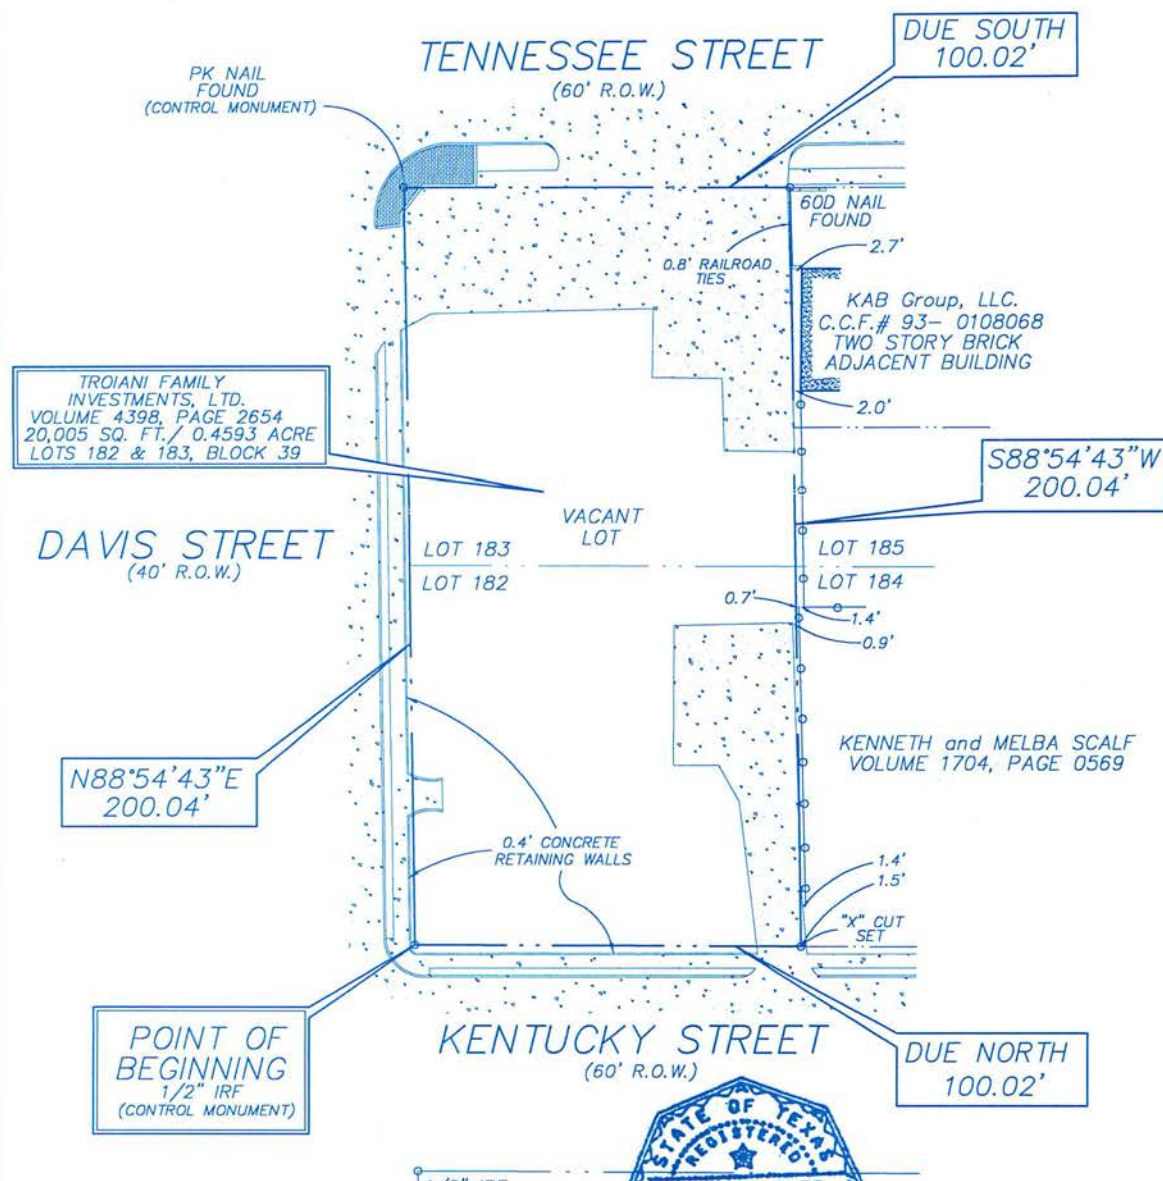 DUE SOUTH
100.02'
TENNESSEE STREET
(60' R.O.W.)
PK NAIL
FOUND
(CONTROL MONUMENT)
60D NAIL
FOUND
2.7'
0.8' RAILROAD
TIES
KAB Group, LLC.
C.C.F.# 93- 0108068
TWO STORY BRICK
ADJACENT BUILDING
2.0'
TROIANI FAMILY
INVESTMENTS, LTD.
VOLUME 4398, PAGE 2654
20,005 SQ. FT./ 0.4593 ACRE
LOTS 182 & 183, BLOCK 39
S88°54'43"W
200.04'
VACANT
LOT
DAVIS STREET
(40' R.O.W.)
LOT 183
LOT 182
LOT 185
LOT 184
0.7'
1.4'
0.9'
N88°54'43"E
200.04'
KENNETH and MELBA SCALF
VOLUME 1704, PAGE 0569
0.4' CONCRETE
RETAINING WALLS
1.4'
1.5'
"X" CUT
SET
POINT OF
BEGINNING
1/2" IRF
(CONTROL MONUMENT)
KENTUCKY STREET
(60' R.O.W.)
DUE NORTH
100.02'
STATE OF TEXAS
REGISTERED